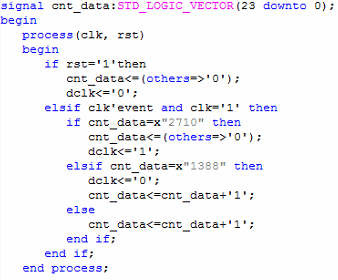 signal cnt_data:STD_LOGIC_VECTOR(23 downto 0);
begin
process(clk, rst)
begin
if rst='1'then
cnt_data<=(others=>'0');
dclk<='0';
elsif clk'event and clk='1' then
if cnt_data=x"2710" then
cnt_data<=(others=>'0');
dclk<='1';
elsif cnt_data=x"1388" then
dclk<='0';
cnt_data<=cnt_data+'1';
else
cnt_data<=cnt_data+'1';
end if;
end if;
end process;